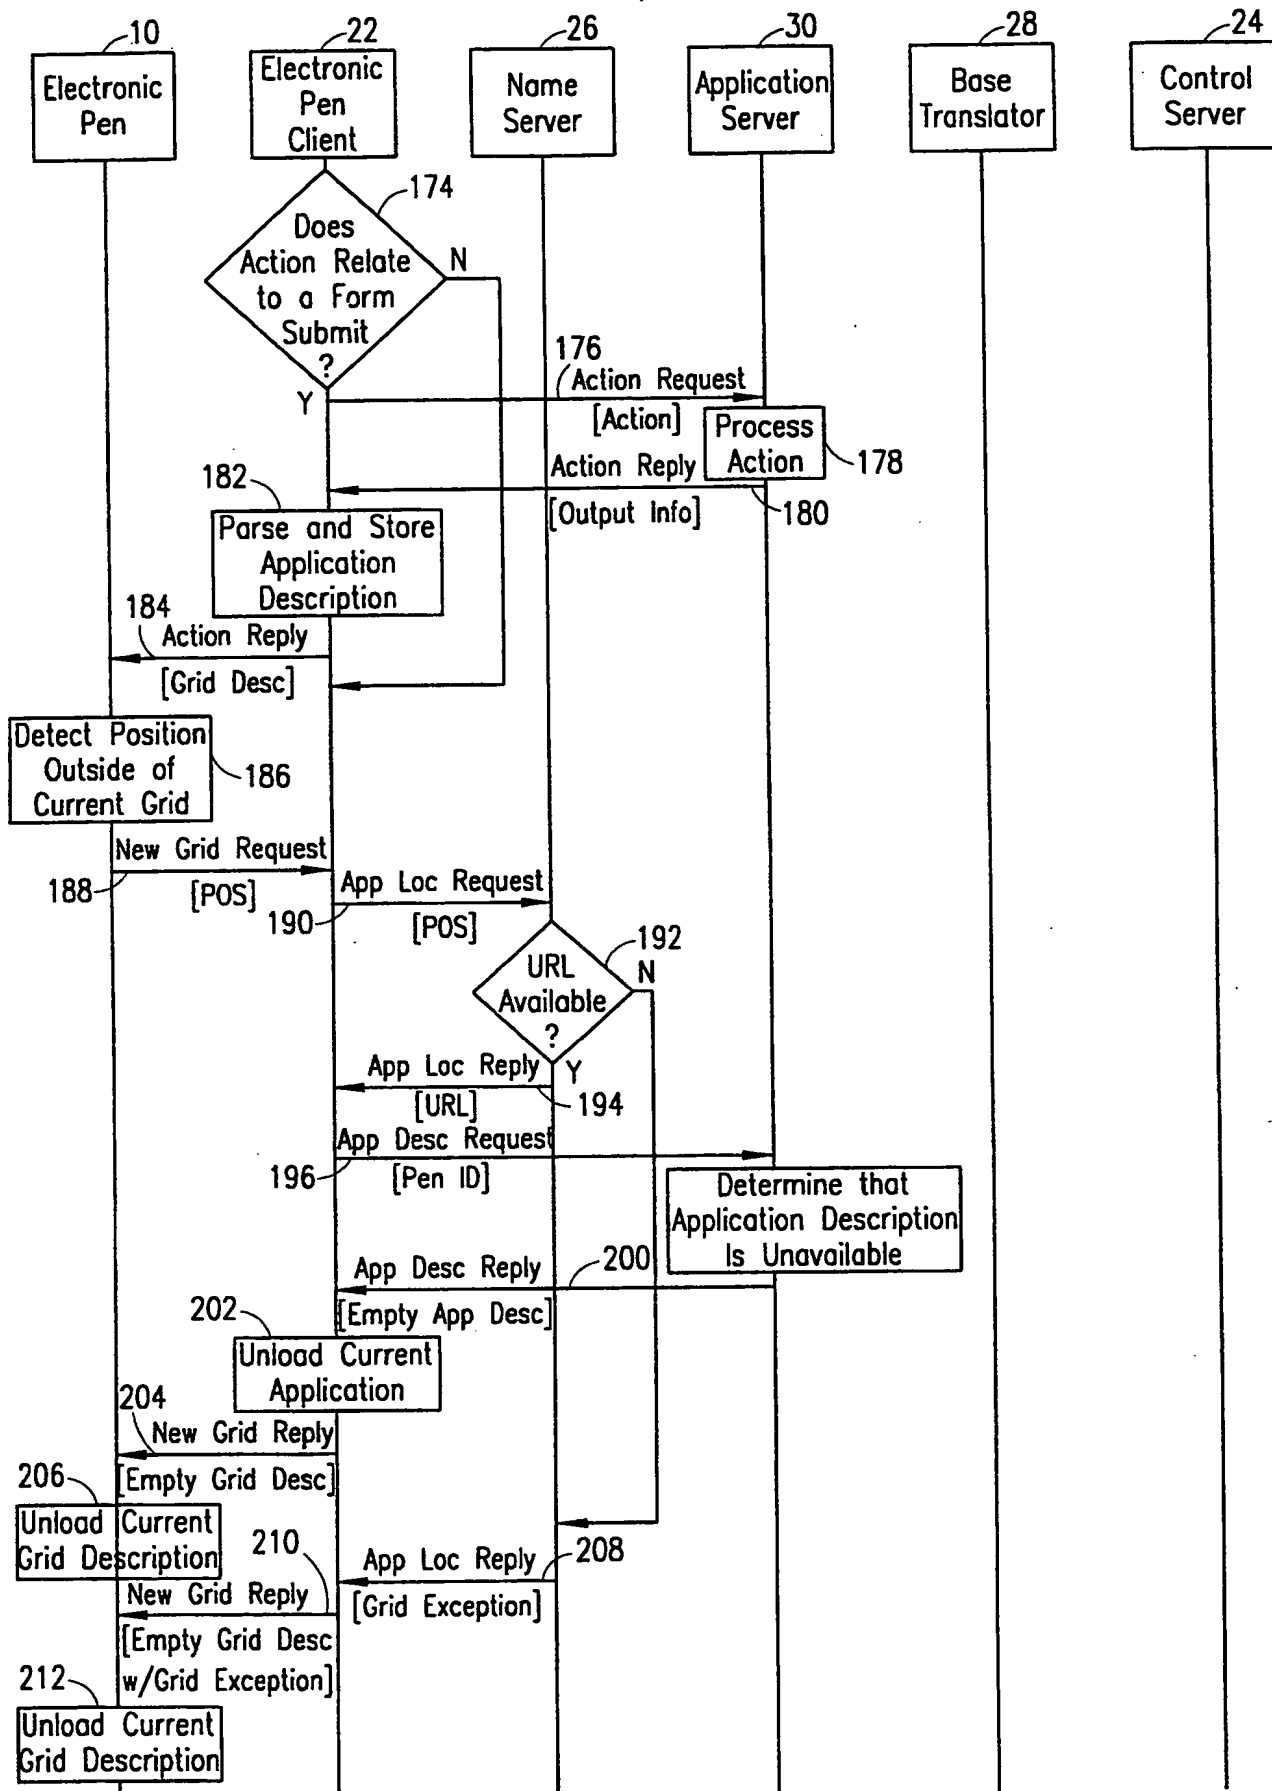 10
22
26
30
28
24
Electronic
Pen
Electronic
Pen
Client
Name
Server
Application
Server
Base
Translator
Control
Server
174
Does
Action Relate
to a Form
Submit
?
N
Y
176
Action Request
[Action]
Process
Action
178
Action Reply
[Output Info]
180
182
Parse and Store
Application
Description
184
Action Reply
[Grid Desc]
Detect Position
Outside of
Current Grid
186
New Grid Request
188
[POS]
App Loc Request
190
[POS]
192
URL
Available
?
N
Y
App Loc Reply
[URL]
194
App Desc Request
196
[Pen ID]
Determine that
Application Description
Is Unavailable
App Desc Reply
200
[Empty App Desc]
202
Unload Current
Application
204
New Grid Reply
[Empty Grid Desc]
206
Unload Current
Grid Description
App Loc Reply
208
[Grid Exception]
210
New Grid Reply
[Empty Grid Desc
w/Grid Exception]
212
Unload Current
Grid Description